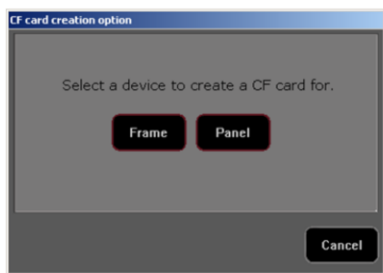 CF card creation option
Select a device to create a CF card for.
Frame Panel
Cancel